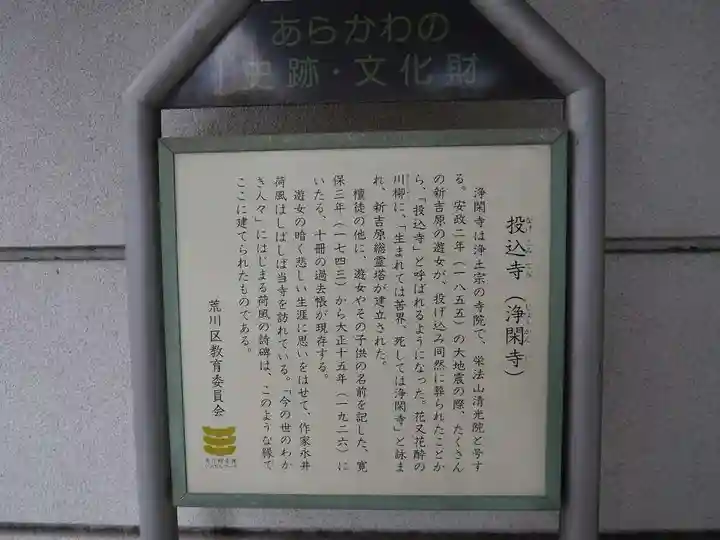 あらかわの
史跡・文化財
投込寺（浄閑寺）
浄閑寺は浄土宗の寺院で、栄法山清光院と号す
る。安政二年（一八五五）の大地震の際、たくさん
の新吉原の遊女が、投げ込み同然に葬られたことか
ら、「投込寺」と呼ばれるようになった。花又花酔の
川柳に、「生まれては苦界、死しては浄閑寺」と詠ま
れ、新吉原総霊塔が建立された。
檀徒の他に、遊女やその子供の名前を記した、寛
保三年（一七四三）から大正十五年（一九二六）に
いたる、十冊の過去帳が現存する。
遊女の暗く悲しい生涯に思いをはせて、作家永井
荷風はしばしば当寺を訪れている。「今の世のわか
き人々」にはじまる荷風の詩碑は、このような縁で
ここに建てられたものである。
荒川区教育委員会